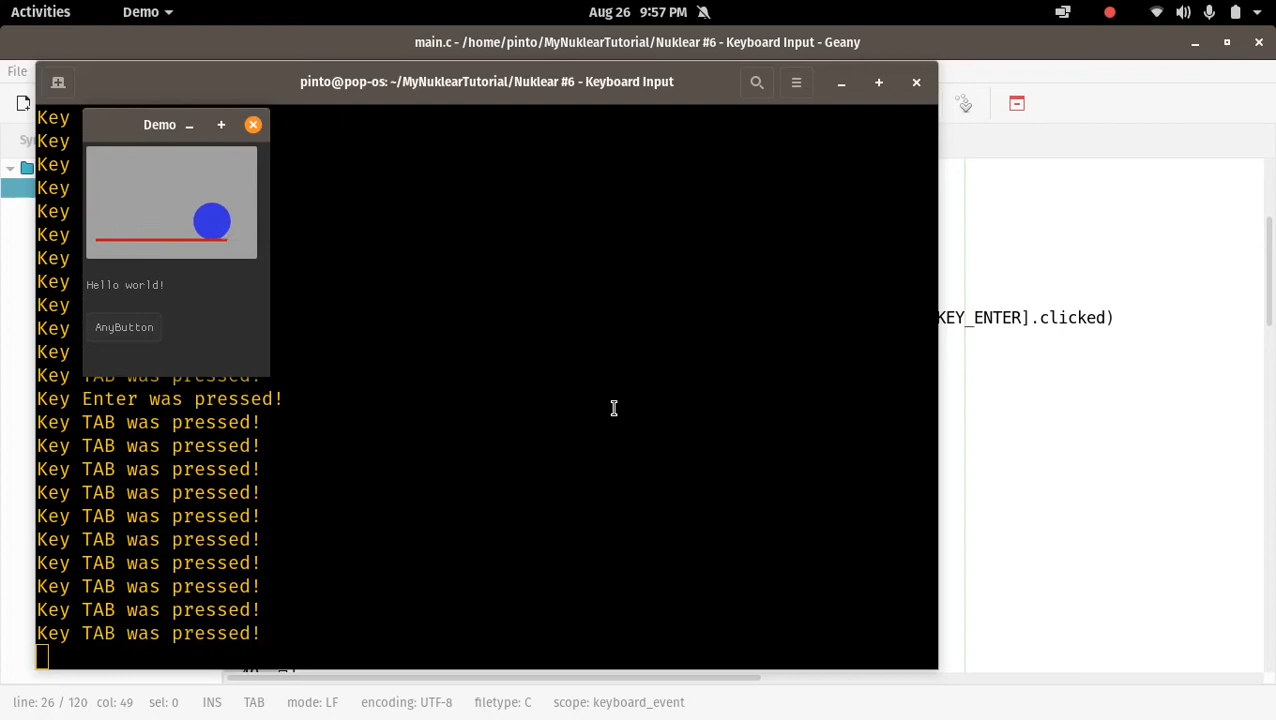 Activities Demo Aug 26 9:57 PM
main.c - /home/pinto/MyNuklearTutorial/Nuklear #6 - Keyboard Input - Geany
File
pinto@pop-os: ~/MyNuklearTutorial/Nuklear #6 - Keyboard Input
Demo
Hello world!
AnyButton
Key
Key
Key
Key
Key
Key
Key
Key
Key
Key
Key
Key TAB was pressed!
Key Enter was pressed!
Key TAB was pressed!
Key TAB was pressed!
Key TAB was pressed!
Key TAB was pressed!
Key TAB was pressed!
Key TAB was pressed!
Key TAB was pressed!
Key TAB was pressed!
Key TAB was pressed!
Key TAB was pressed!
KEY_ENTER].clicked)
line: 26 / 120 col: 49 sel: 0 INS TAB mode: LF encoding: UTF-8 filetype: C scope: keyboard_event